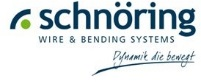 schnöring
WIRE & BENDING SYSTEMS
Dynamik die bewegt